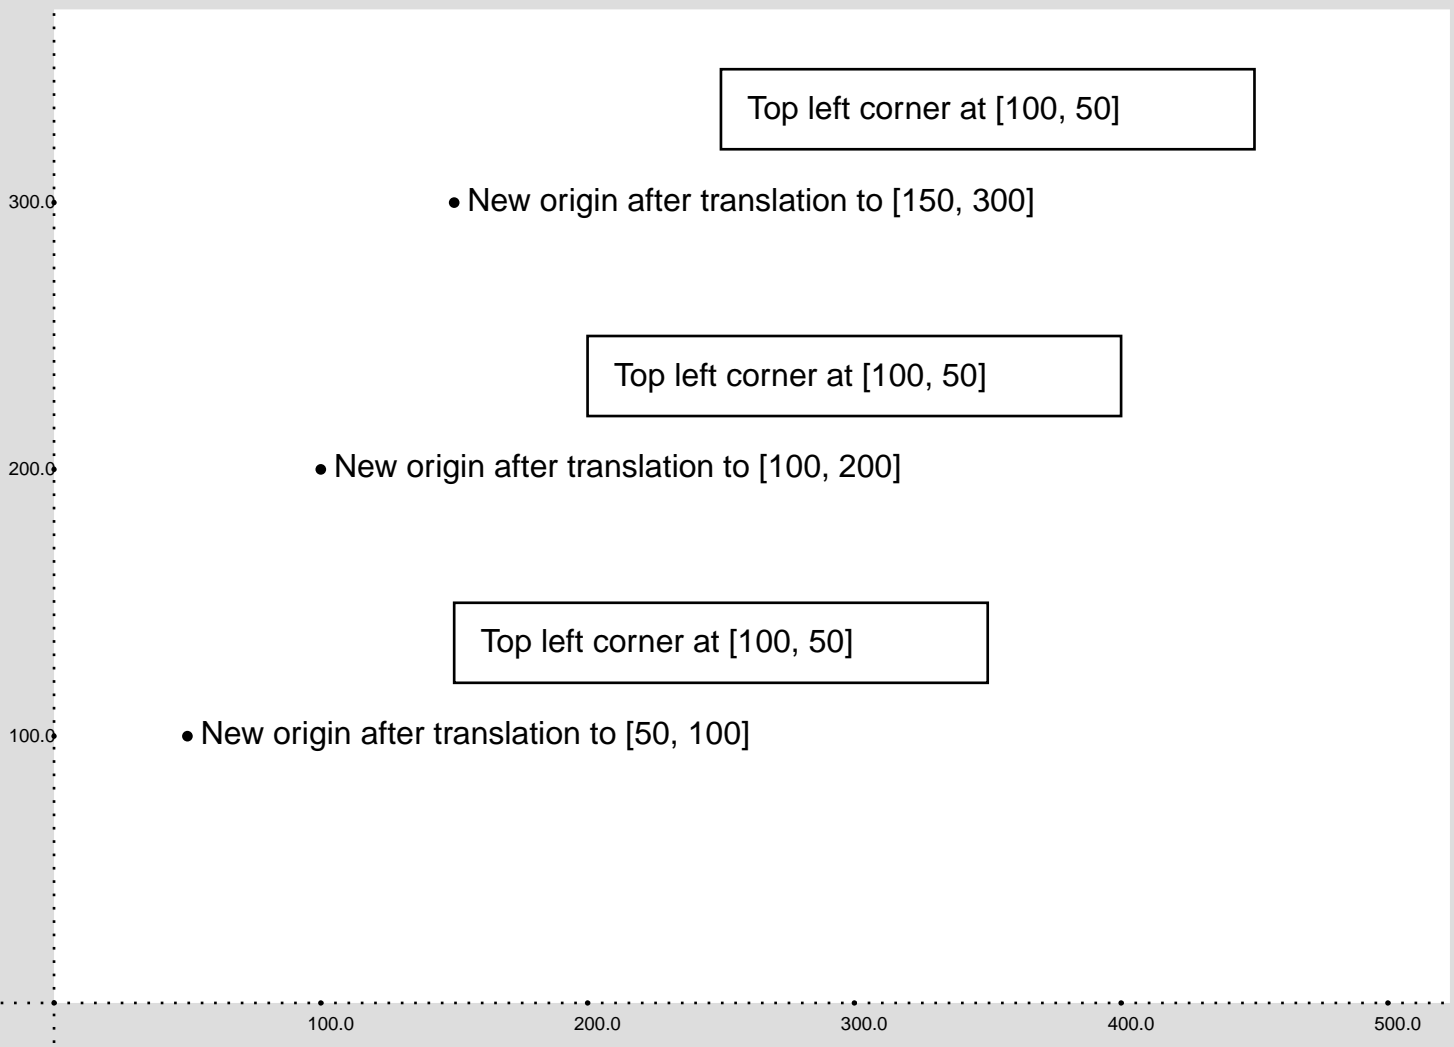 Top left corner at [100, 50]
300.0
New origin after translation to [150, 300]
Top left corner at [100, 50]
200.0
New origin after translation to [100, 200]
Top left corner at [100, 50]
100.0
New origin after translation to [50, 100]
100.0 200.0 300.0 400.0 500.0